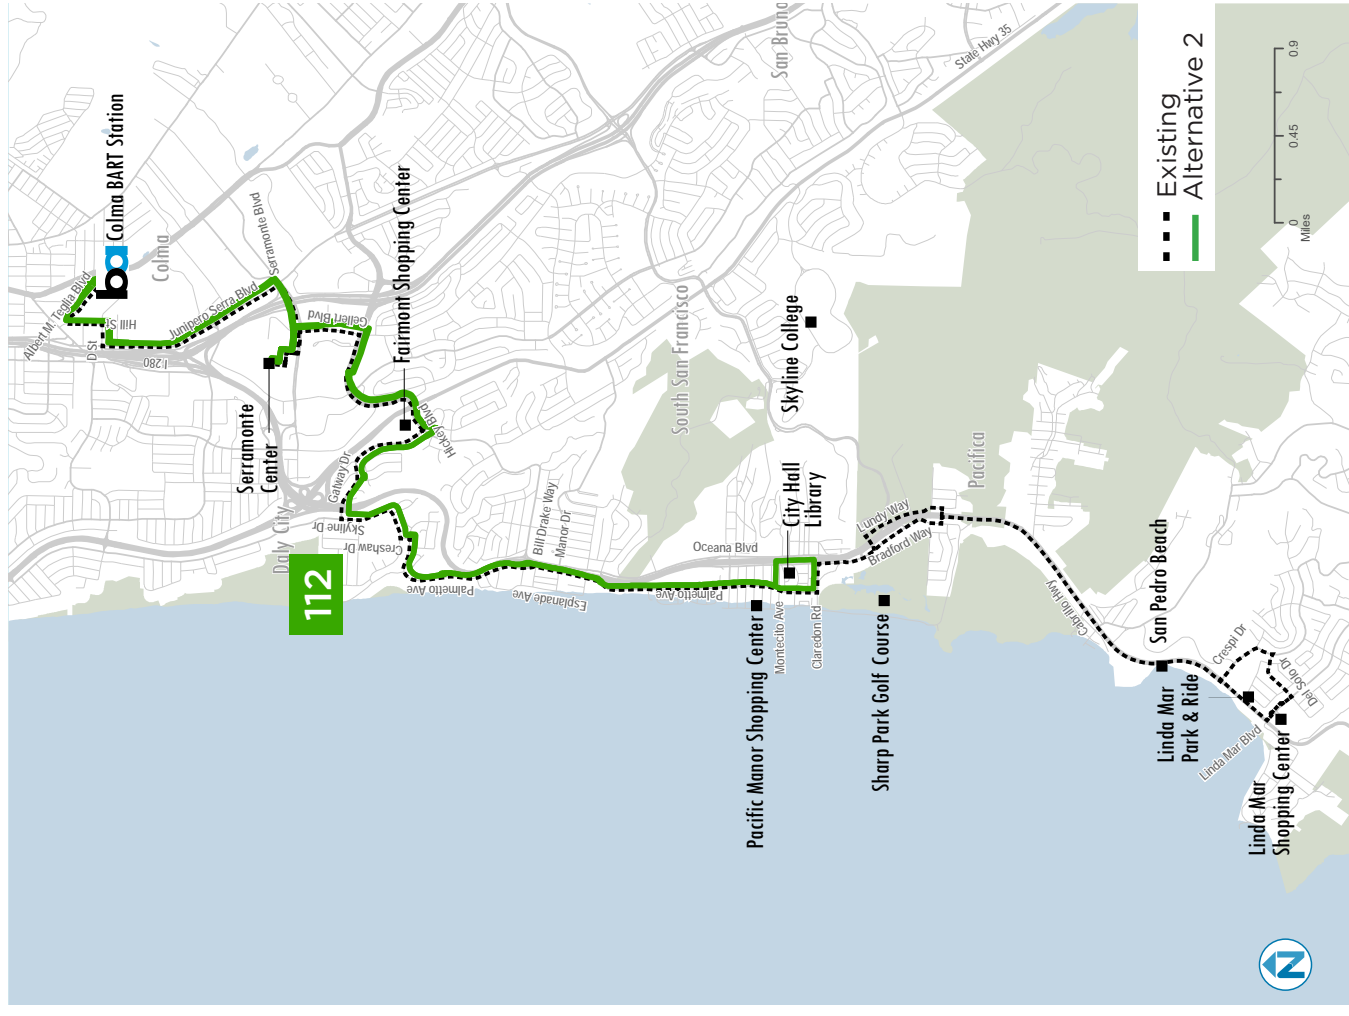 Albert M. Teglia Blvd
Colma BART Station
ba
Colma
Hill St
D St
I 280
Junipero Serra Blvd
Serramonte Blvd
Gellert Blvd
Fairmont Shopping Center
Serramonte
Center
Hickey Blvd
Gatway Dr
Skyline Dr
Creshaw Dr
Daly City
112
Palmetto Ave
Esplanade Ave
Bill Drake Way
Manor Dr
Palmetto Ave
Oceana Blvd
South San Francisco
San Bruno
State Hwy 35
Skyline College
City Hall
Library
Pacific Manor Shopping Center
Montecito Ave
Claredon Rd
Sharp Park Golf Course
Lundy Way
Bradford Way
Pacifica
Cabrillo Hwy
San Pedro Beach
Linda Mar
Park & Ride
Crespi Dr
Del Solo Dr
Linda Mar Blvd
Linda Mar
Shopping Center
Existing
Alternative 2
0 0.45 0.9
Miles
N